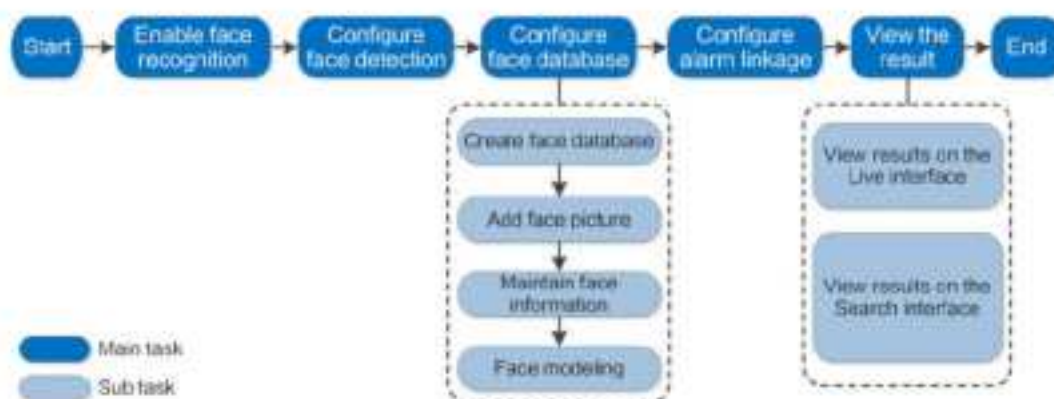 Start
Enable face
recognition
Configure
face detection
Configure
face database
Configure
alarm linkage
View the
result
End
Create face database
Add face picture
Maintain face
information
Face modeling
View results on the
Live interface
View results on the
Search interface
Main task
Sub task